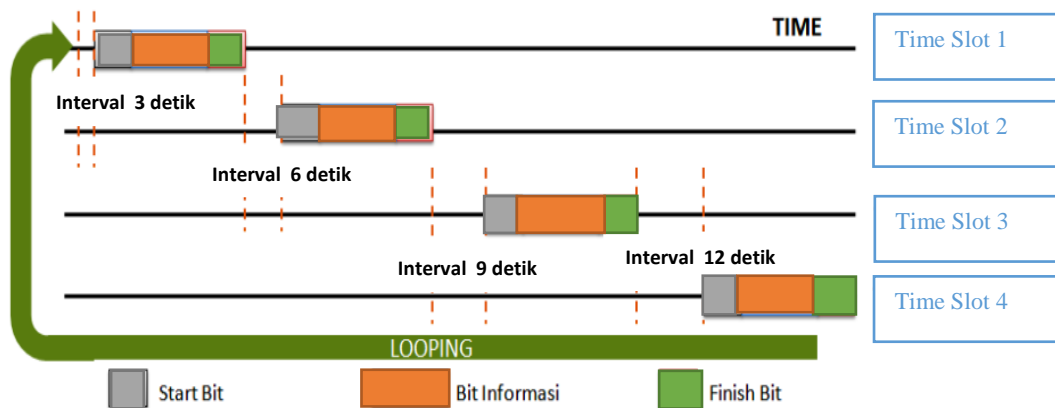 TIME
Time Slot 1
Interval 3 detik
Time Slot 2
Interval 6 detik
Time Slot 3
Interval 9 detik
Interval 12 detik
Time Slot 4
LOOPING
Start Bit
Bit Informasi
Finish Bit